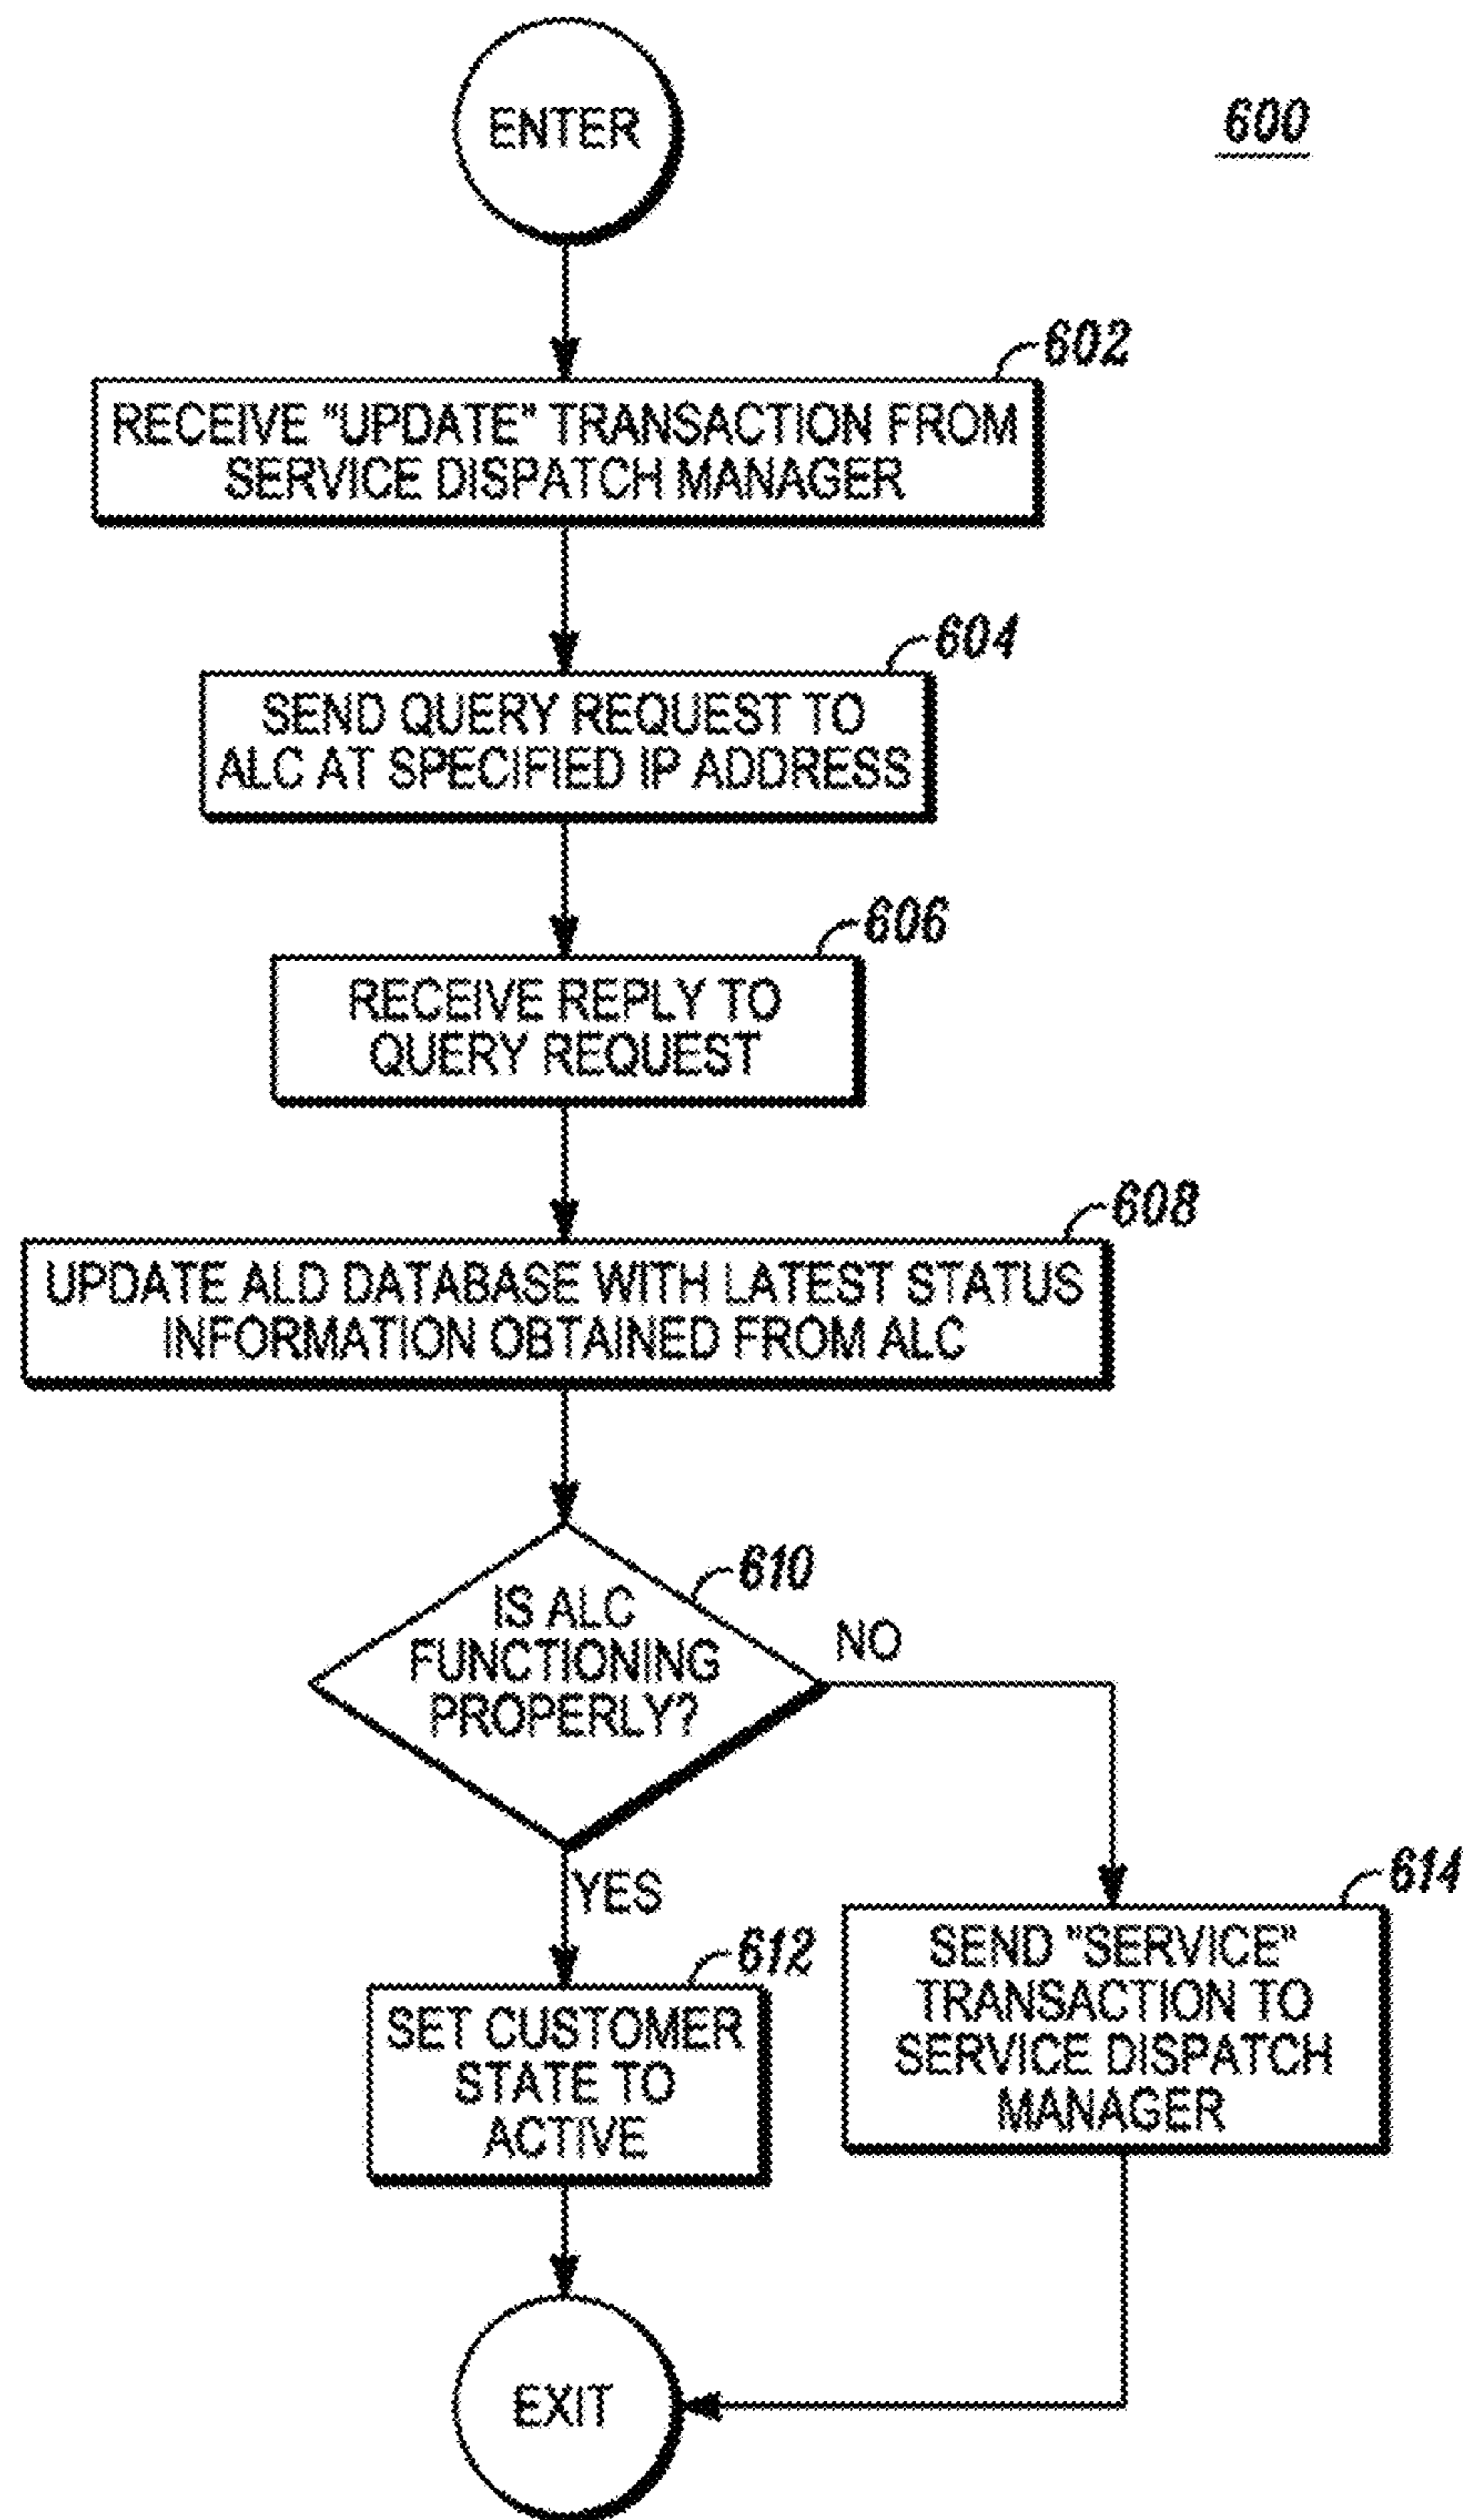 ENTER
600
602
RECEIVE "UPDATE" TRANSACTION FROM
SERVICE DISPATCH MANAGER
604
SEND QUERY REQUEST TO
ALC AT SPECIFIED IP ADDRESS
606
RECEIVE REPLY TO
QUERY REQUEST
608
UPDATE ALD DATABASE WITH LATEST STATUS
INFORMATION OBTAINED FROM ALC
610
IS ALC
FUNCTIONING
PROPERLY?
NO
YES
612
SET CUSTOMER
STATE TO
ACTIVE
614
SEND "SERVICE"
TRANSACTION TO
SERVICE DISPATCH
MANAGER
EXIT